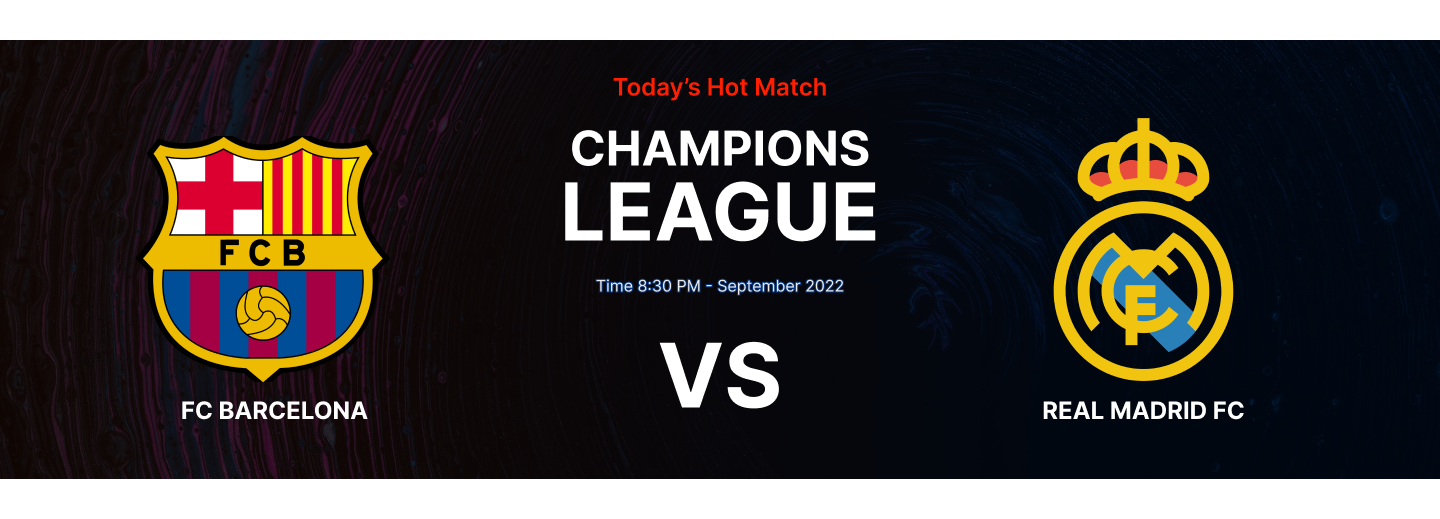 Today’s Hot Match
CHAMPIONS
LEAGUE
Time 8:30 PM - September 2022
VS
FCB
FC BARCELONA
REAL MADRID FC